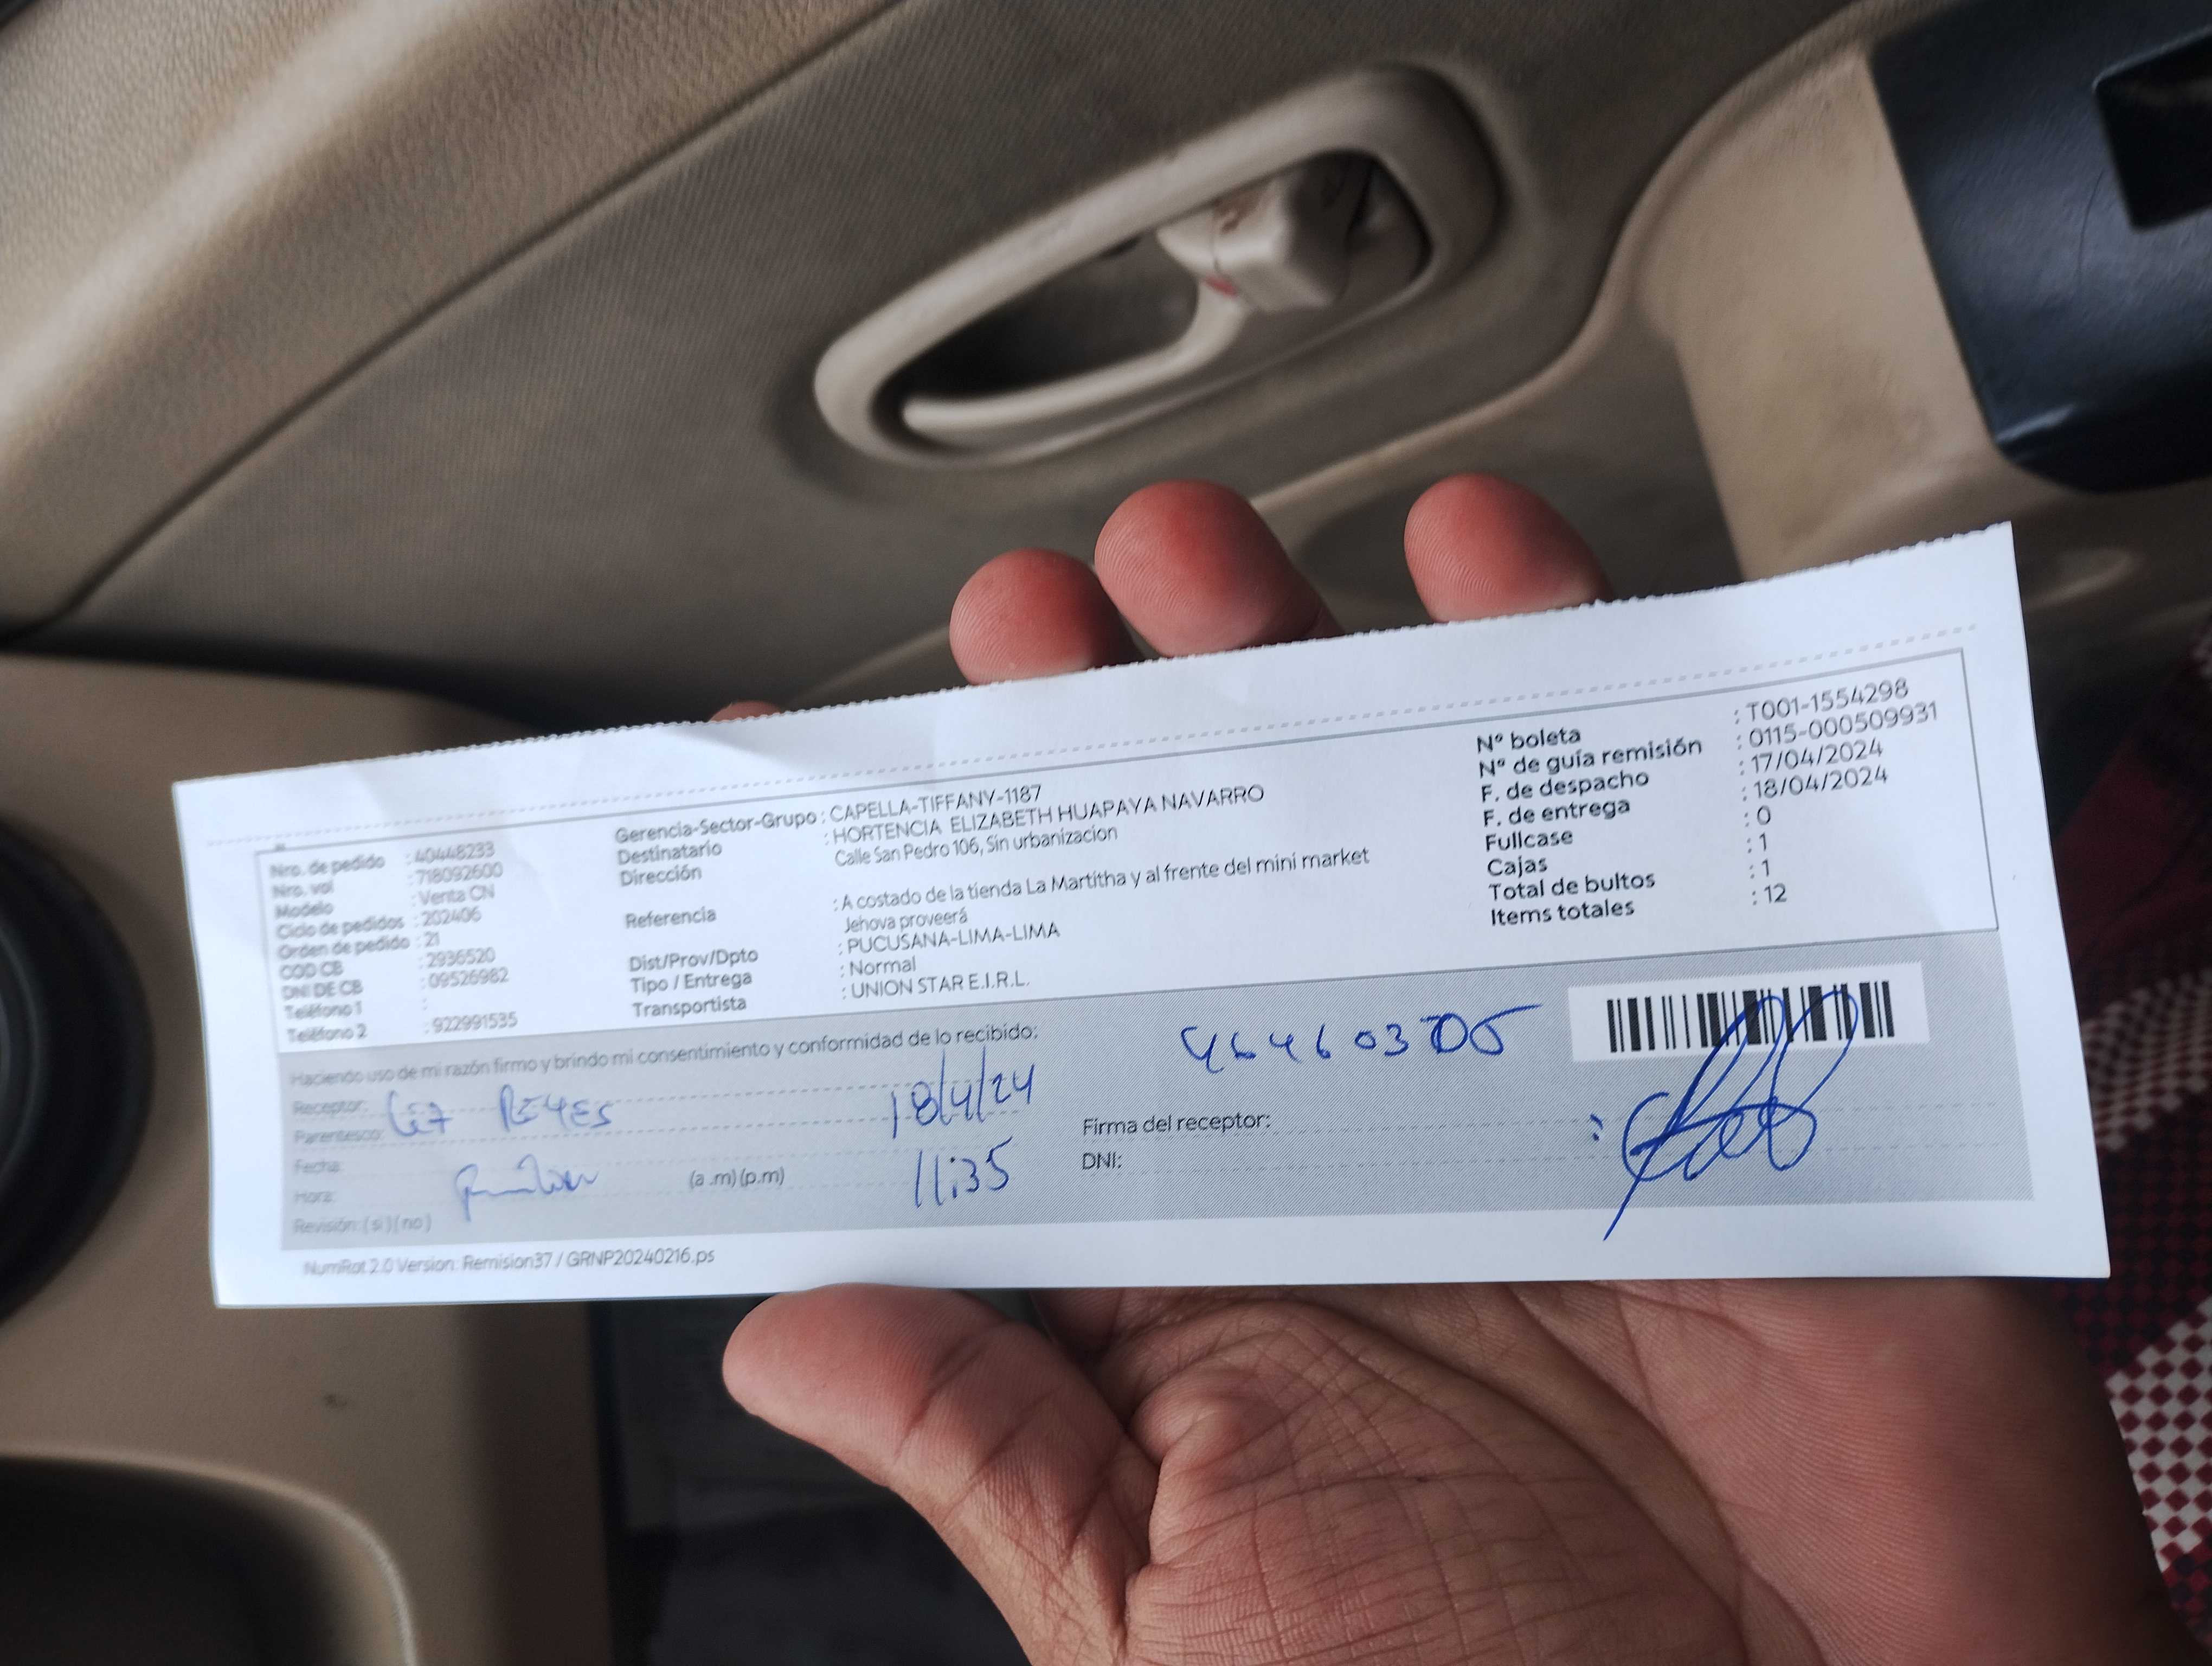 Nro. de pedido : 40448233
Nro. vol : 718092600
Modelo : Venta CN
Ciclo de pedidos : 202406
Orden de pedido : 21
COD CB : 2936520
DNI DE CB : 09526982
Teléfono 1 :
Teléfono 2 : 922991535
Gerencia-Sector-Grupo : CAPELLA-TIFFANY-1187
Destinatario : HORTENCIA ELIZABETH HUAPAYA NAVARRO
Dirección Calle San Pedro 106, Sin urbanizacion
Referencia : A costado de la tienda La Martitha y al frente del mini market
Jehova proveerá
Dist/Prov/Dpto : PUCUSANA-LIMA-LIMA
Tipo / Entrega : Normal
Transportista : UNION STAR E.I.R.L.
Nº boleta : T001-1554298
Nº de guía remisión : 0115-000509931
F. de despacho : 17/04/2024
F. de entrega : 18/04/2024
Fullcase : 0
Cajas : 1
Total de bultos : 1
Items totales : 12
Haciendo uso de mi razón firmo y brindo mi consentimiento y conformidad de lo recibido:
Receptor: REYES 18/4/24
Parentesco:
Fecha:
Hora: (a .m) (p.m) 11:35
Revisión: ( si ) ( no )
Firma del receptor: :
DNI:
NumRot 2.0 Version: Remision37 / GRNP20240216.ps